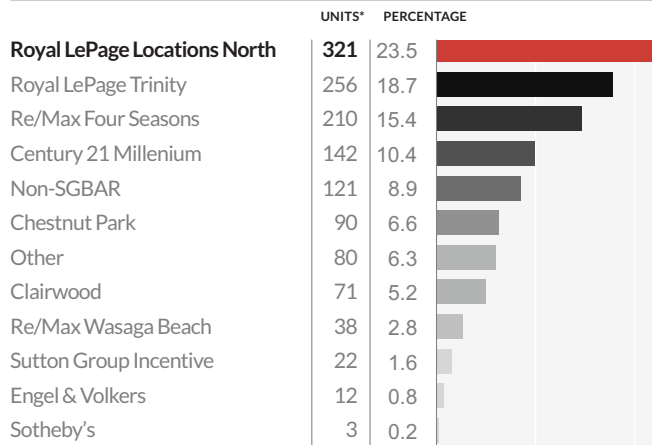 UNITS* PERCENTAGE
Royal LePage Locations North 321 23.5
Royal LePage Trinity 256 18.7
Re/Max Four Seasons 210 15.4
Century 21 Millenium 142 10.4
Non-SGBAR 121 8.9
Chestnut Park 90 6.6
Other 80 6.3
Clairwood 71 5.2
Re/Max Wasaga Beach 38 2.8
Sutton Group Incentive 22 1.6
Engel & Volkers 12 0.8
Sotheby's 3 0.2